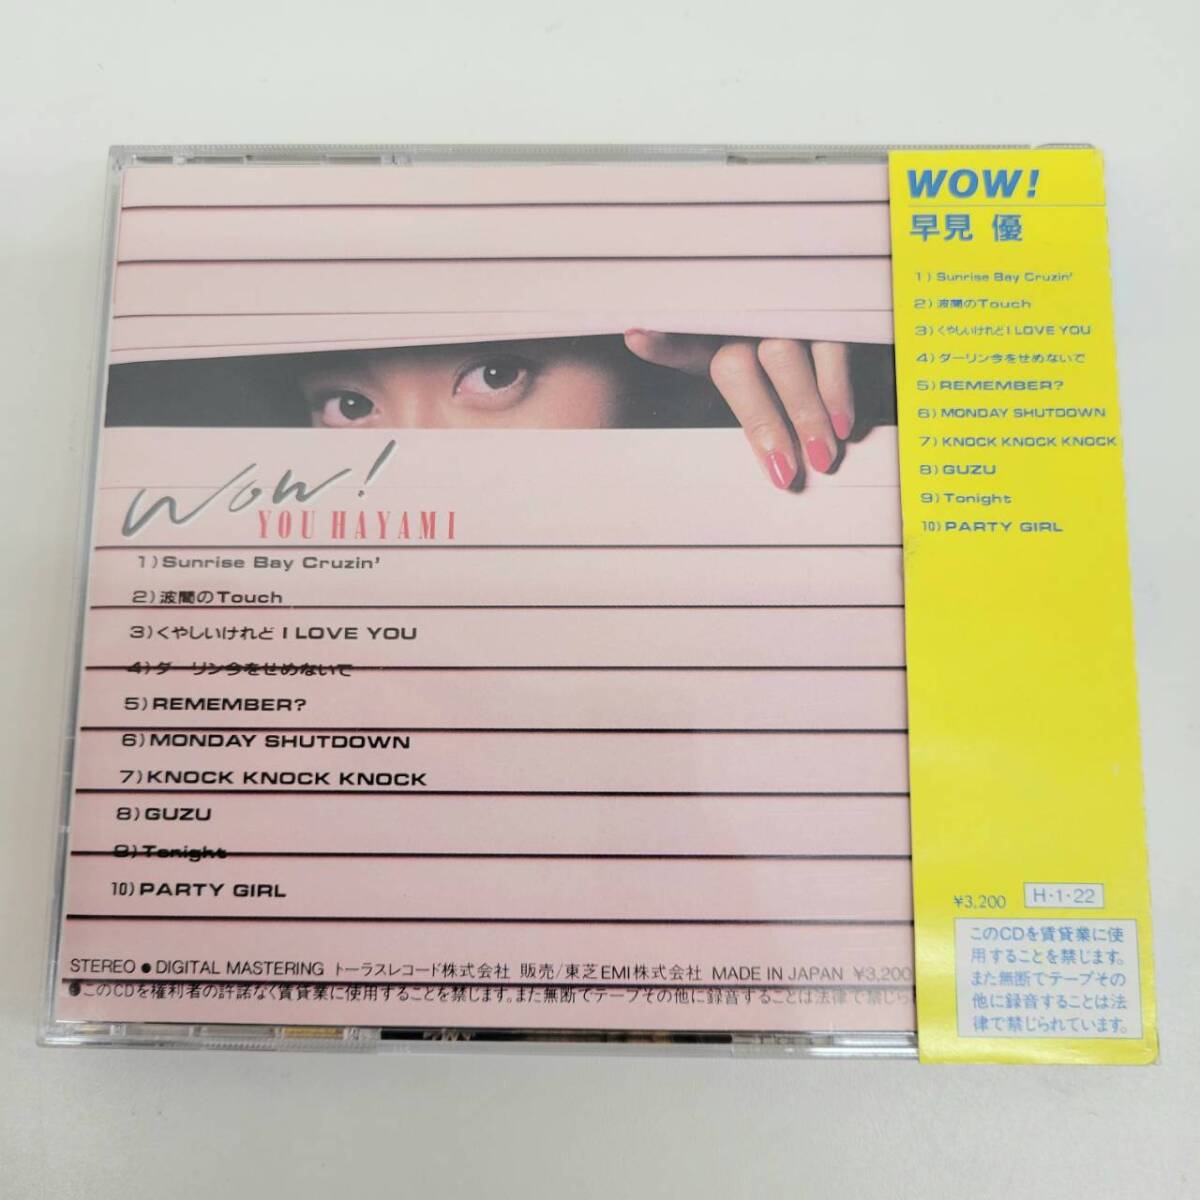 Wow!
YOU HAYAMI
1) Sunrise Bay Cruzin'
2) 波間のTouch
3) くやしいけれど I LOVE YOU
4) ダーリン今をせめないで
5) REMEMBER?
6) MONDAY SHUTDOWN
7) KNOCK KNOCK KNOCK
8) GUZU
9) Tonight
10) PARTY GIRL
STEREO ● DIGITAL MASTERING トーラスレコード株式会社 販売/東芝EMI株式会社 MADE IN JAPAN ¥3,200
●このCDを権利者の許諾なく賃貸業に使用することを禁じます。また無断でテープその他に録音することは法律で禁じら
WOW!
早見 優
1) Sunrise Bay Cruzin'
2) 波間のTouch
3) くやしいけれど I LOVE YOU
4) ダーリン今をせめないで
5) REMEMBER?
6) MONDAY SHUTDOWN
7) KNOCK KNOCK KNOCK
8) GUZU
9) Tonight
10) PARTY GIRL
¥3,200 H・1・22
このCDを賃貸業に使
用することを禁じます。
また無断でテープその
他に録音することは法
律で禁じられています。